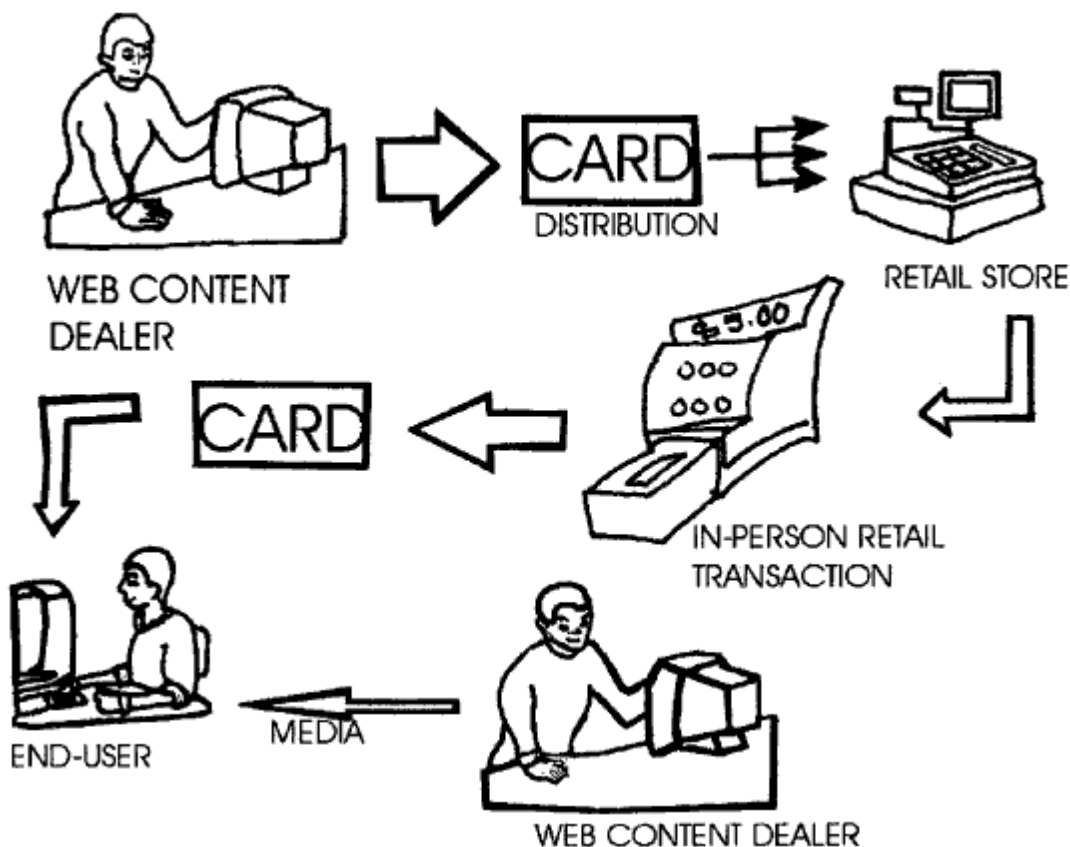 CARD
DISTRIBUTION
RETAIL STORE
WEB CONTENT
DEALER
$5.00
CARD
IN-PERSON RETAIL
TRANSACTION
END-USER
MEDIA
WEB CONTENT DEALER